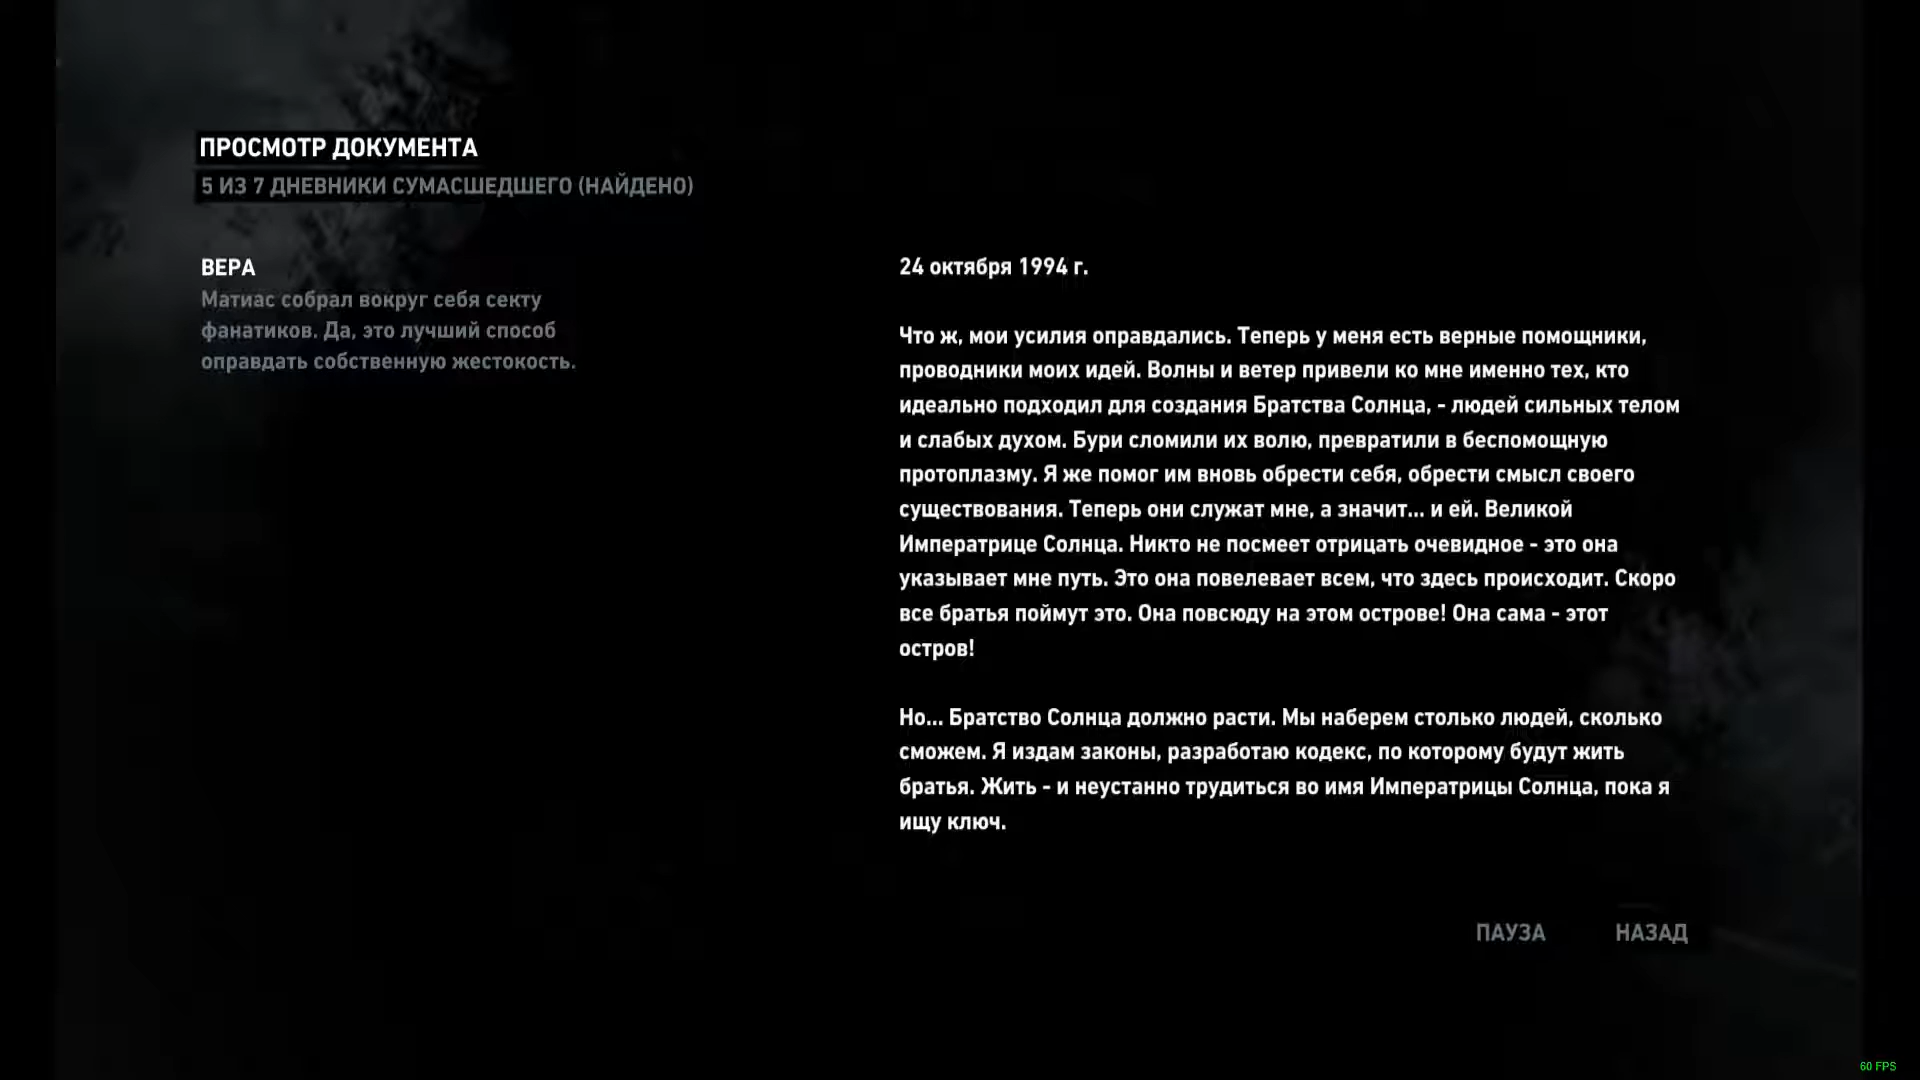 ПРОСМОТР ДОКУМЕНТА
5 ИЗ 7 ДНЕВНИКИ СУМАСШЕДШЕГО (НАЙДЕНО)
ВЕРА
Матиас собрал вокруг себя секту
фанатиков. Да, это лучший способ
оправдать собственную жестокость.
24 октября 1994 г.
Что ж, мои усилия оправдались. Теперь у меня есть верные помощники,
проводники моих идей. Волны и ветер привели ко мне именно тех, кто
идеально подходил для создания Братства Солнца, - людей сильных телом
и слабых духом. Бури сломили их волю, превратили в беспомощную
протоплазму. Я же помог им вновь обрести себя, обрести смысл своего
существования. Теперь они служат мне, а значит... и ей. Великой
Императрице Солнца. Никто не посмеет отрицать очевидное - это она
указывает мне путь. Это она повелевает всем, что здесь происходит. Скоро
все братья поймут это. Она повсюду на этом острове! Она сама - этот
остров!
Но... Братство Солнца должно расти. Мы наберем столько людей, сколько
сможем. Я издам законы, разработаю кодекс, по которому будут жить
братья. Жить - и неустанно трудиться во имя Императрицы Солнца, пока я
ищу ключ.
ПАУЗА НАЗАД
60 FPS